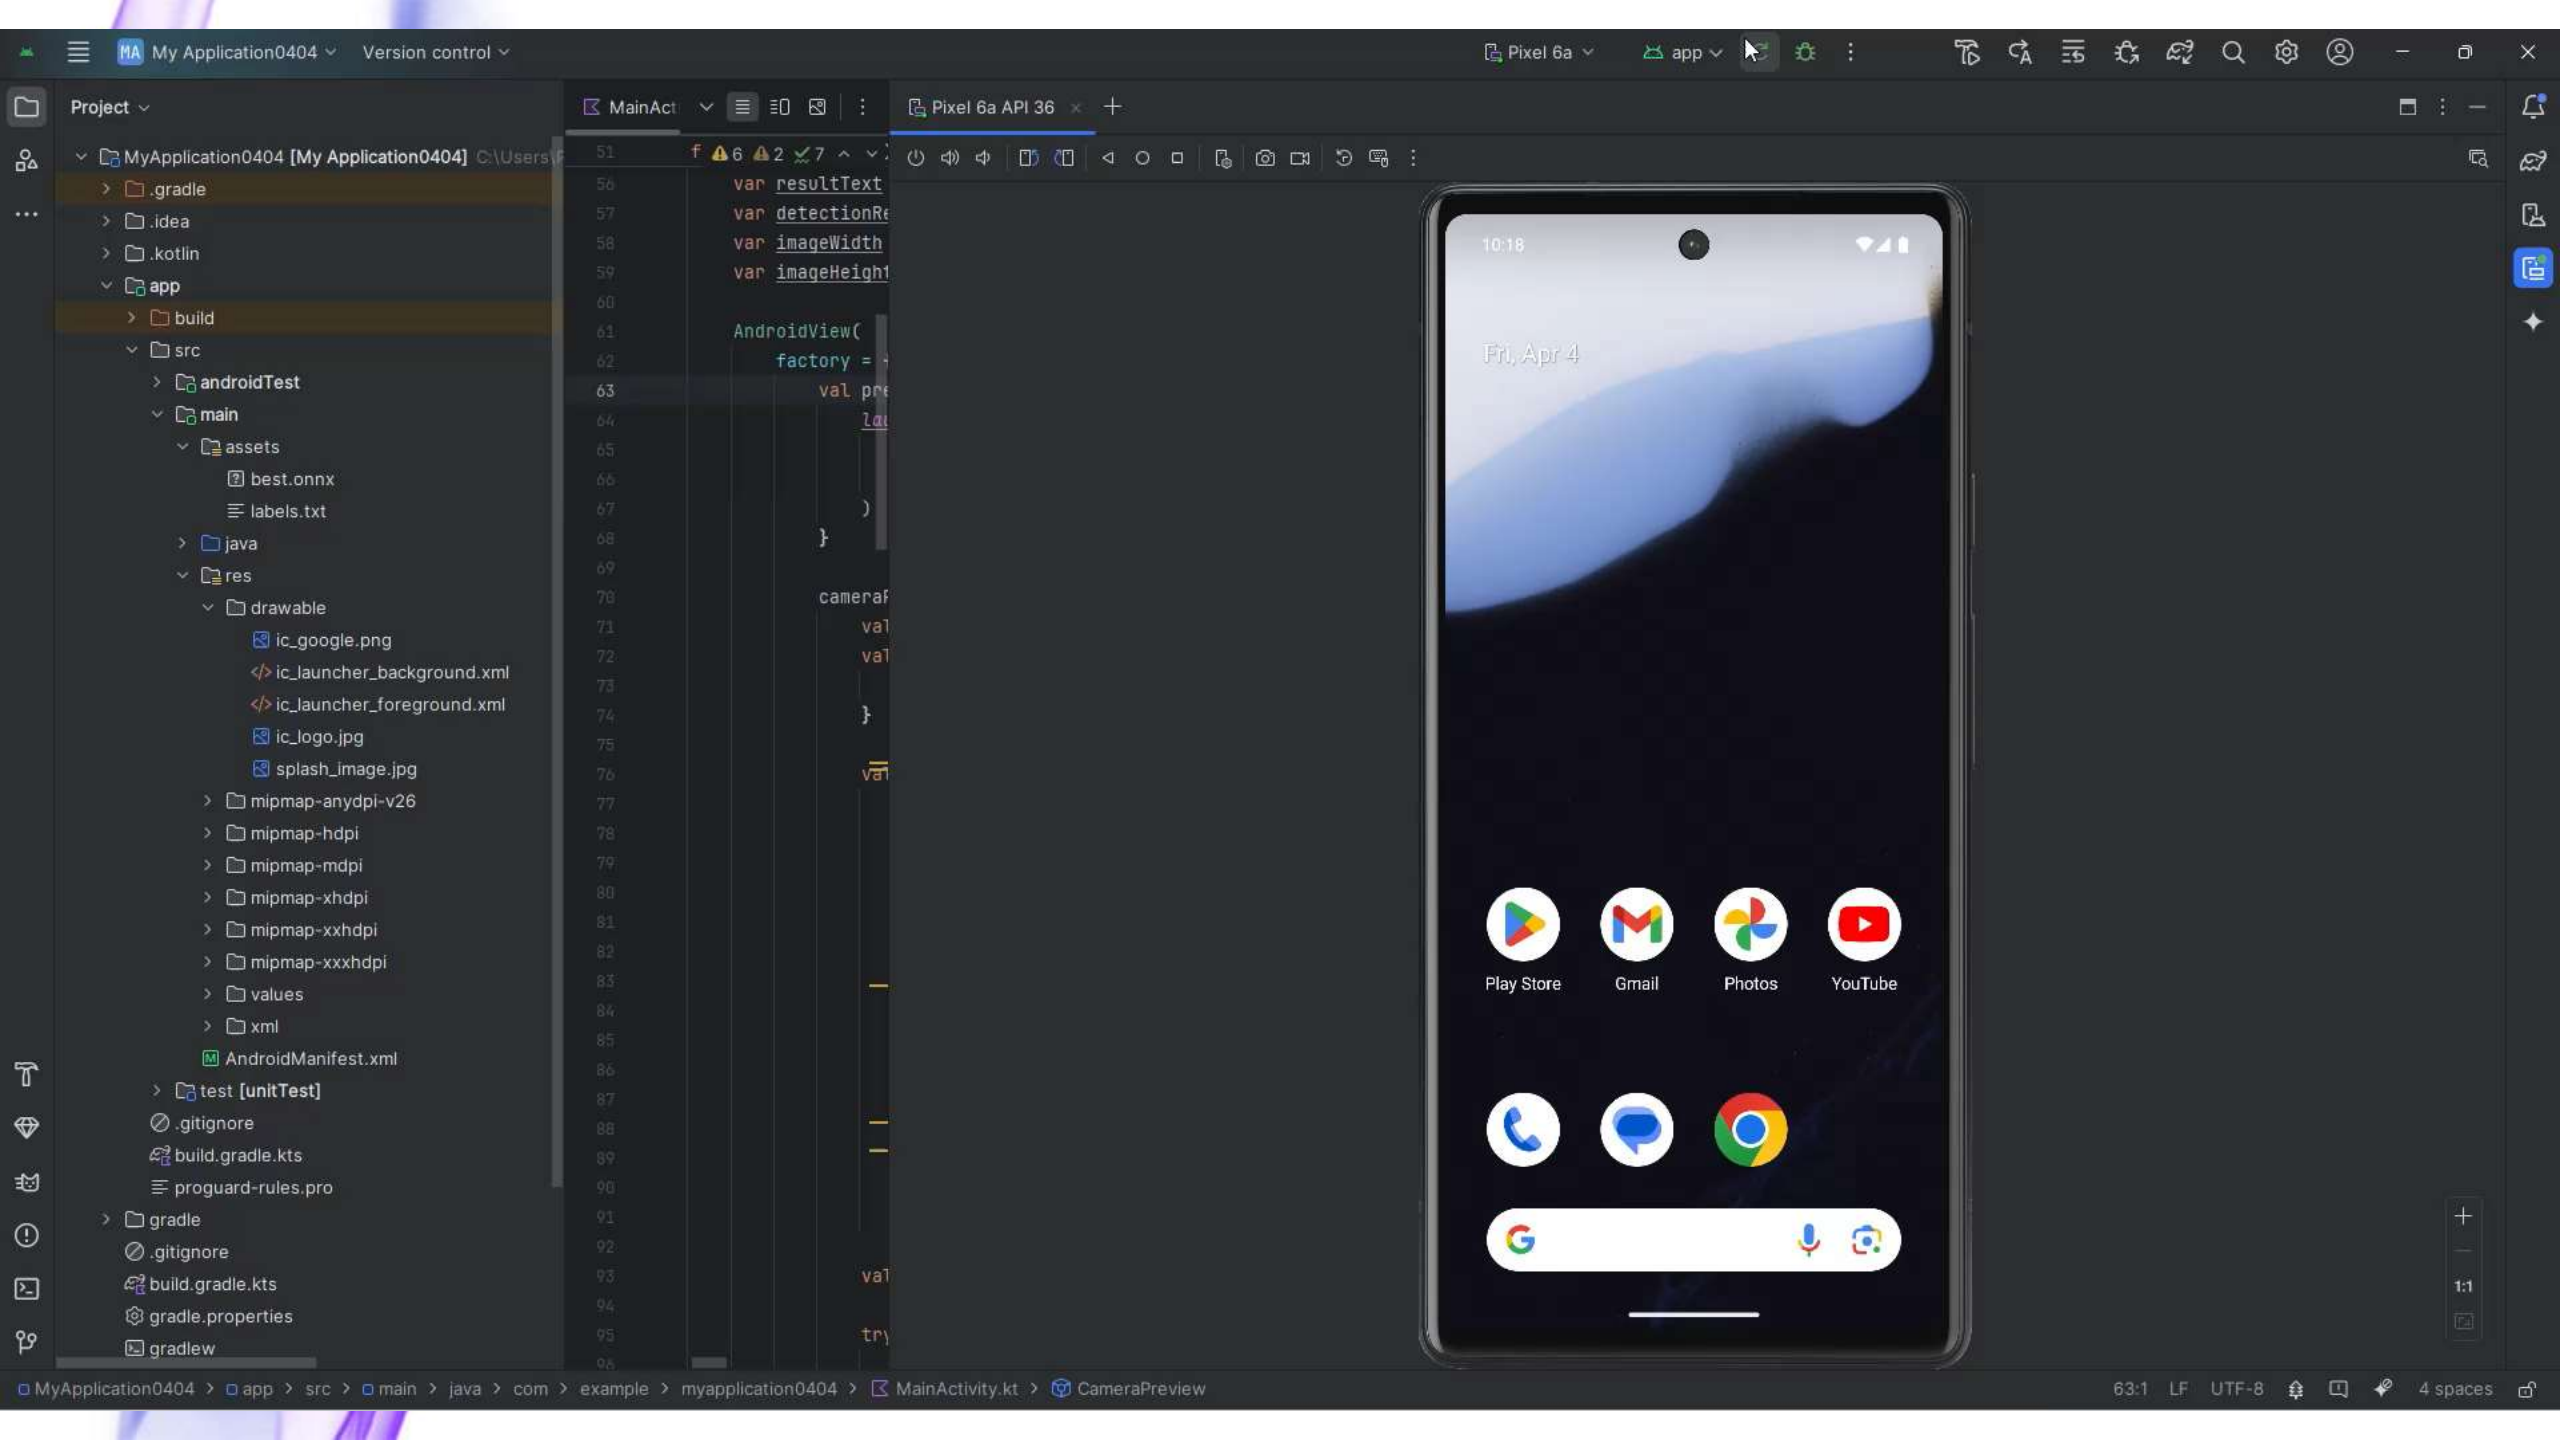 MA My Application0404 Version control Pixel 6a app
Project MainAct Pixel 6a API 36
MyApplication0404 [My Application0404] C:\Users\
.gradle
.idea
.kotlin
app
build
src
androidTest
main
assets
best.onnx
labels.txt
java
res
drawable
ic_google.png
ic_launcher_background.xml
ic_launcher_foreground.xml
ic_logo.jpg
splash_image.jpg
mipmap-anydpi-v26
mipmap-hdpi
mipmap-mdpi
mipmap-xhdpi
mipmap-xxhdpi
mipmap-xxxhdpi
values
xml
AndroidManifest.xml
test [unitTest]
.gitignore
build.gradle.kts
proguard-rules.pro
gradle
.gitignore
build.gradle.kts
gradle.properties
gradlew
51 f 6 2 7
56 var resultText
57 var detectionRe
58 var imageWidth
59 var imageHeight
60
61 AndroidView(
62 factory =
63 val pre
64 lau
65
66
67 )
68 }
69
70 cameraP
71 val
72 val
73
74 }
75
76 val
77
78
79
80
81
82
83
84
85
86
87
88
89
90
91
92
93 val
94
95 try
96
10:18
Fri, Apr 4
Play Store Gmail Photos YouTube
1:1
MyApplication0404 > app > src > main > java > com > example > myapplication0404 > MainActivity.kt > CameraPreview 63:1 LF UTF-8 4 spaces